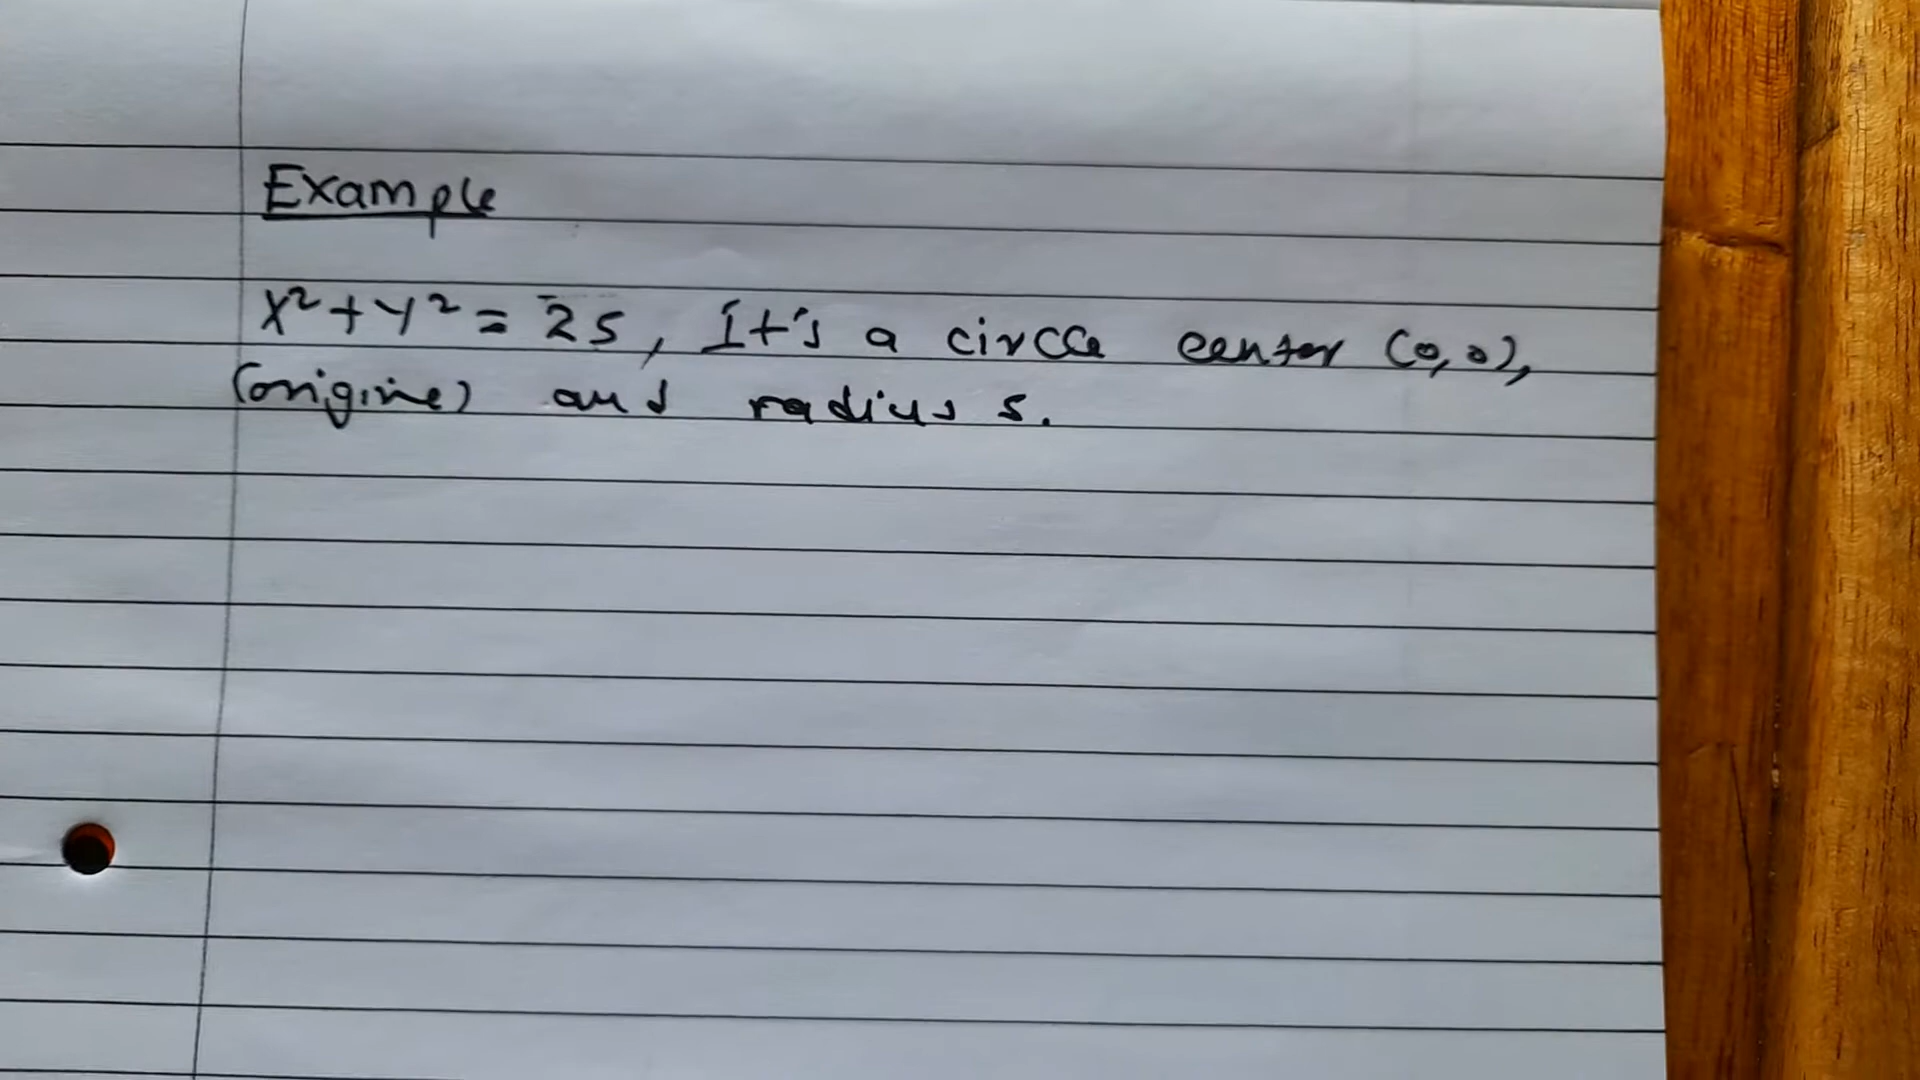 Example
x² + y² = 25, It's a circle center (0,0),
(origine) and radius 5.